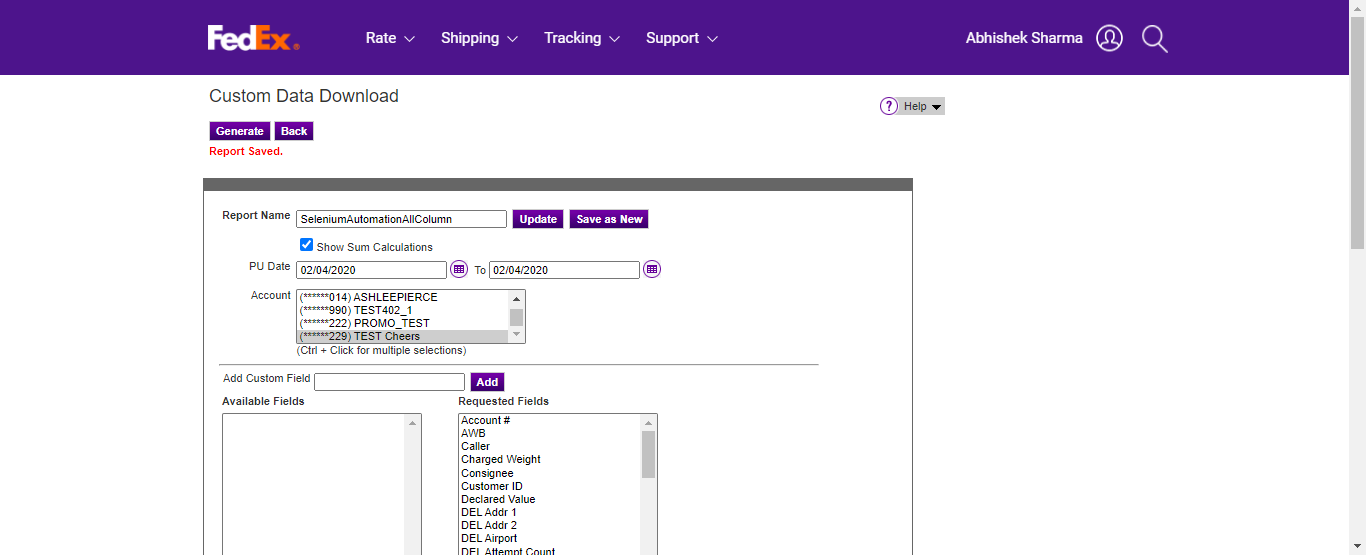 FedEx® Rate Shipping Tracking Support Abhishek Sharma
Custom Data Download
? Help
Generate Back
Report Saved.
Report Name SeleniumAutomationAllColumn Update Save as New
Show Sum Calculations
PU Date 02/04/2020 To 02/04/2020
Account (******014) ASHLEEPIERCE
(******990) TEST402_1
(******222) PROMO_TEST
(******229) TEST Cheers
(Ctrl + Click for multiple selections)
Add Custom Field Add
Available Fields Requested Fields
Account #
AWB
Caller
Charged Weight
Consignee
Customer ID
Declared Value
DEL Addr 1
DEL Addr 2
DEL Airport
DEL Attempt Count